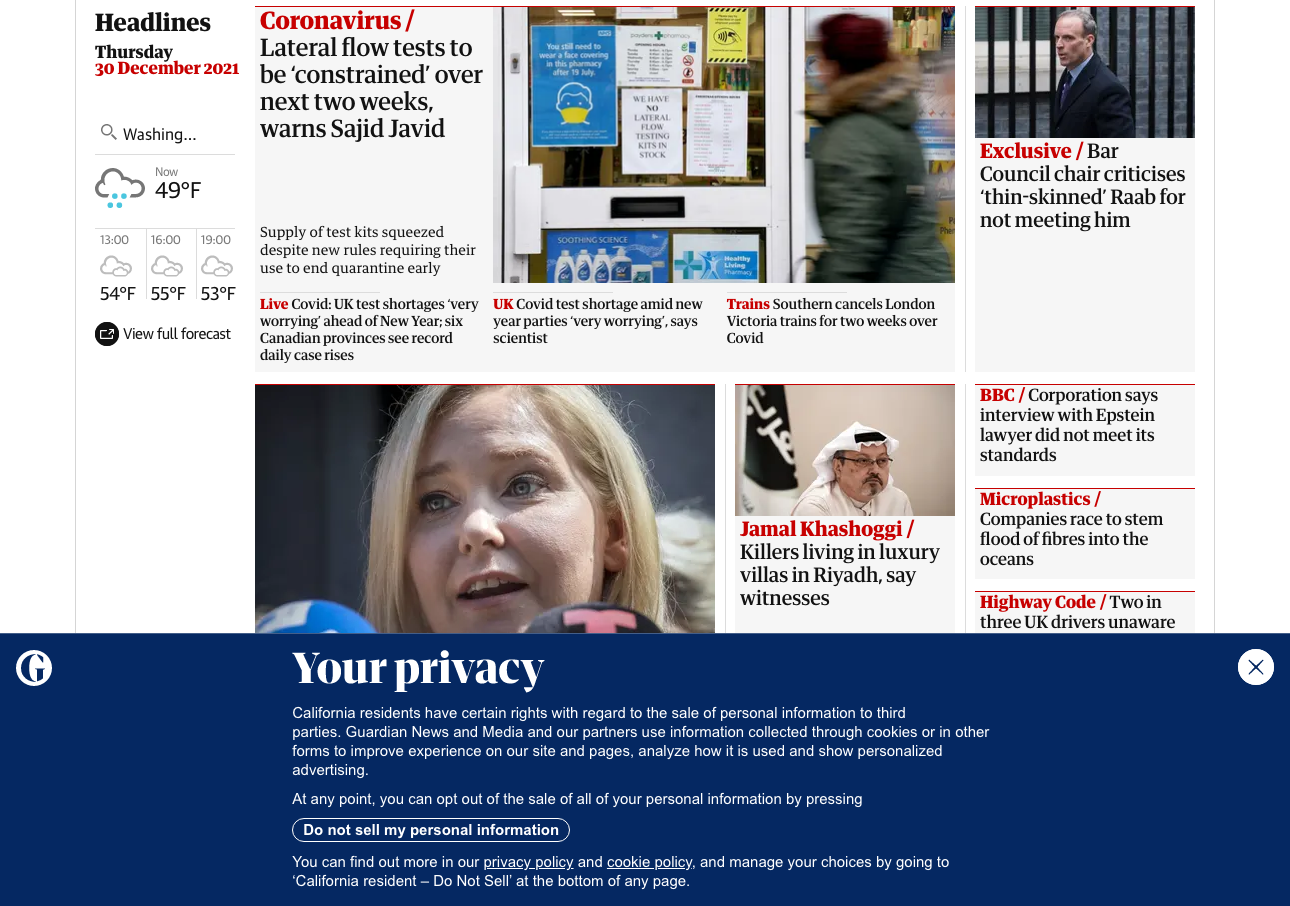 Headlines
Thursday
30 December 2021
Washing...
Now
49°F
13:00
16:00
19:00
54°F
55°F
53°F
View full forecast
Coronavirus /
Lateral flow tests to
be ‘constrained’ over
next two weeks,
warns Sajid Javid
Supply of test kits squeezed
despite new rules requiring their
use to end quarantine early
NHS
You still need to
wear a face covering
in this pharmacy
after 19 July.
paydens pharmacy
WE HAVE
NO
LATERAL
FLOW
TESTING
KITS IN
STOCK
SOOTHING SCIENCE
Healthy
Living
Pharmacy
Live Covid: UK test shortages ‘very
worrying’ ahead of New Year; six
Canadian provinces see record
daily case rises
UK Covid test shortage amid new
year parties ‘very worrying’, says
scientist
Trains Southern cancels London
Victoria trains for two weeks over
Covid
Exclusive / Bar
Council chair criticises
‘thin-skinned’ Raab for
not meeting him
Jamal Khashoggi /
Killers living in luxury
villas in Riyadh, say
witnesses
BBC / Corporation says
interview with Epstein
lawyer did not meet its
standards
Microplastics /
Companies race to stem
flood of fibres into the
oceans
Highway Code / Two in
three UK drivers unaware
Your privacy
California residents have certain rights with regard to the sale of personal information to third
parties. Guardian News and Media and our partners use information collected through cookies or in other
forms to improve experience on our site and pages, analyze how it is used and show personalized
advertising.
At any point, you can opt out of the sale of all of your personal information by pressing
Do not sell my personal information
You can find out more in our privacy policy and cookie policy, and manage your choices by going to
‘California resident – Do Not Sell’ at the bottom of any page.